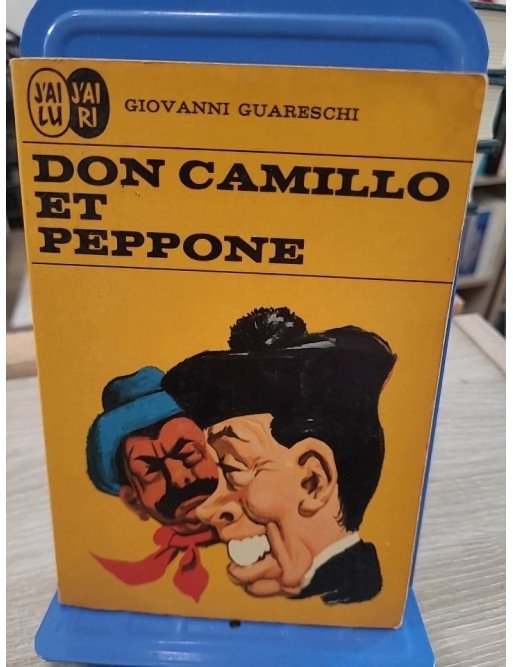 J'AI
LU
J'AI
RI
GIOVANNI GUARESCHI
DON CAMILLO
ET
PEPPONE